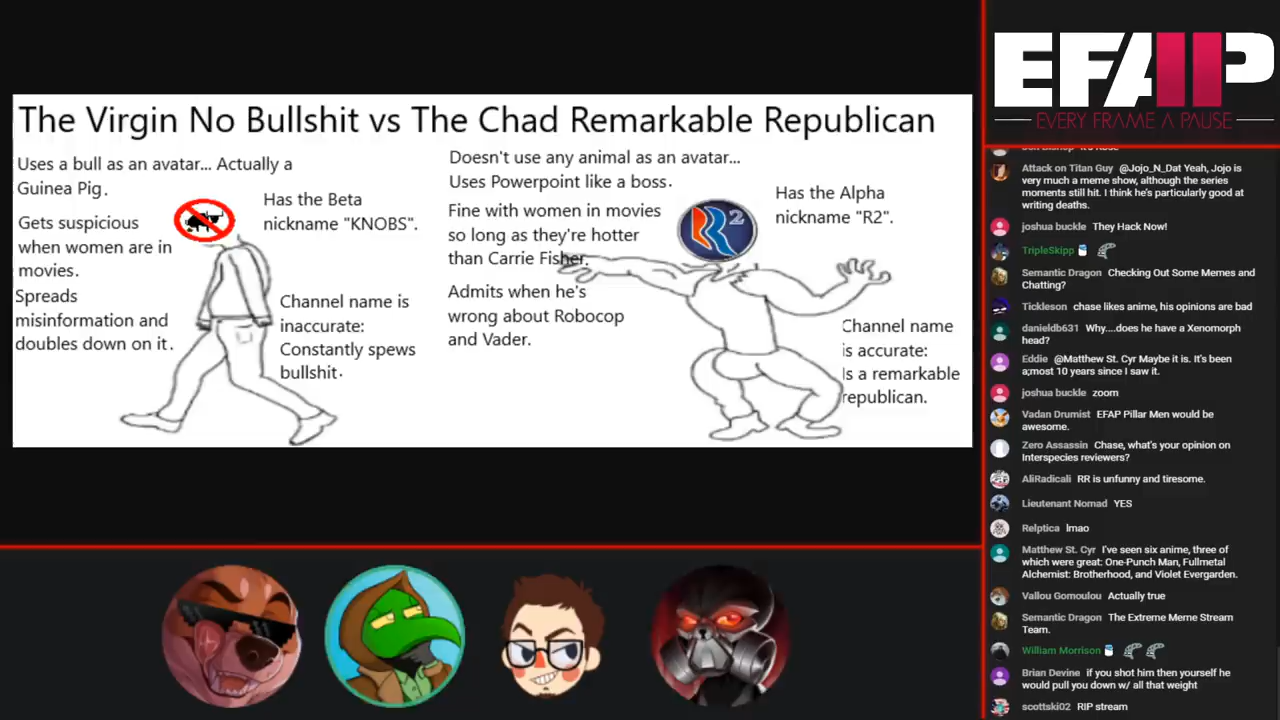 The Virgin No Bullshit vs The Chad Remarkable Republican
Uses a bull as an avatar... Actually a
Guinea Pig.
Has the Beta
nickname "KNOBS".
Gets suspicious
when women are in
movies.
Spreads
misinformation and
doubles down on it.
Channel name is
inaccurate:
Constantly spews
bullshit.
Doesn't use any animal as an avatar...
Uses Powerpoint like a boss.
Fine with women in movies
so long as they're hotter
than Carrie Fisher.
Admits when he's
wrong about Robocop
and Vader.
R2
Has the Alpha
nickname "R2".
Channel name
is accurate:
Is a remarkable
republican.
EFAP
EVERY FRAME A PAUSE
Attack on Titan Guy @Jojo_N_Dat Yeah, Jojo is
very much a meme show, although the series
moments still hit. I think he's particularly good at
writing deaths.
joshua buckle They Hack Now!
TripleSkipp
Semantic Dragon Checking Out Some Memes and
Chatting?
Tickleson chase likes anime, his opinions are bad
danieldb631 Why....does he have a Xenomorph
head?
Eddie @Matthew St. Cyr Maybe it is. It's been
a;most 10 years since I saw it.
joshua buckle zoom
Vadan Drumist EFAP Pillar Men would be
awesome.
Zero Assassin Chase, what's your opinion on
Interspecies reviewers?
AliRadicali RR is unfunny and tiresome.
Lieutenant Nomad YES
Relptica lmao
Matthew St. Cyr I've seen six anime, three of
which were great: One-Punch Man, Fullmetal
Alchemist: Brotherhood, and Violet Evergarden.
Vallou Gomoulou Actually true
Semantic Dragon The Extreme Meme Stream
Team.
William Morrison
Brian Devine if you shot him then yourself he
would pull you down w/ all that weight
scottski02 RIP stream